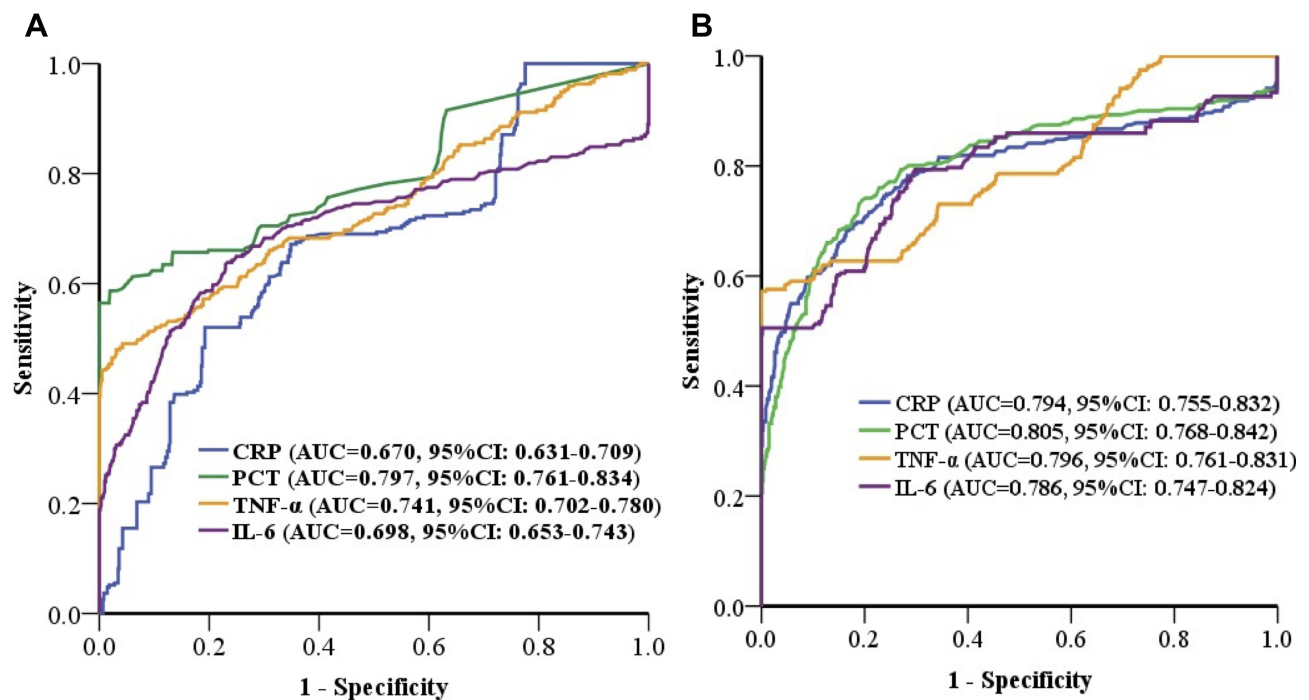 A
1.0
0.8
0.6
0.4
0.2
0.0
Sensitivity
CRP (AUC=0.670, 95%CI: 0.631-0.709)
PCT (AUC=0.797, 95%CI: 0.761-0.834)
TNF-α (AUC=0.741, 95%CI: 0.702-0.780)
IL-6 (AUC=0.698, 95%CI: 0.653-0.743)
0.0 0.2 0.4 0.6 0.8 1.0
1 - Specificity
B
1.0
0.8
0.6
0.4
0.2
0.0
Sensitivity
CRP (AUC=0.794, 95%CI: 0.755-0.832)
PCT (AUC=0.805, 95%CI: 0.768-0.842)
TNF-α (AUC=0.796, 95%CI: 0.761-0.831)
IL-6 (AUC=0.786, 95%CI: 0.747-0.824)
0.0 0.2 0.4 0.6 0.8 1.0
1 - Specificity